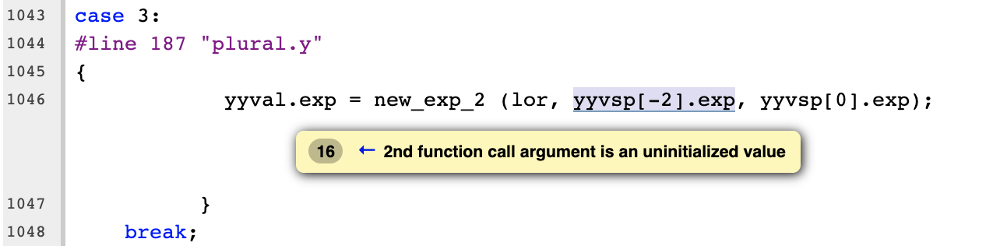 1043 case 3:
1044 #line 187 "plural.y"
1045 {
1046 yyval.exp = new_exp_2 (lor, yyvsp[-2].exp, yyvsp[0].exp);
16 ← 2nd function call argument is an uninitialized value
1047 }
1048 break;